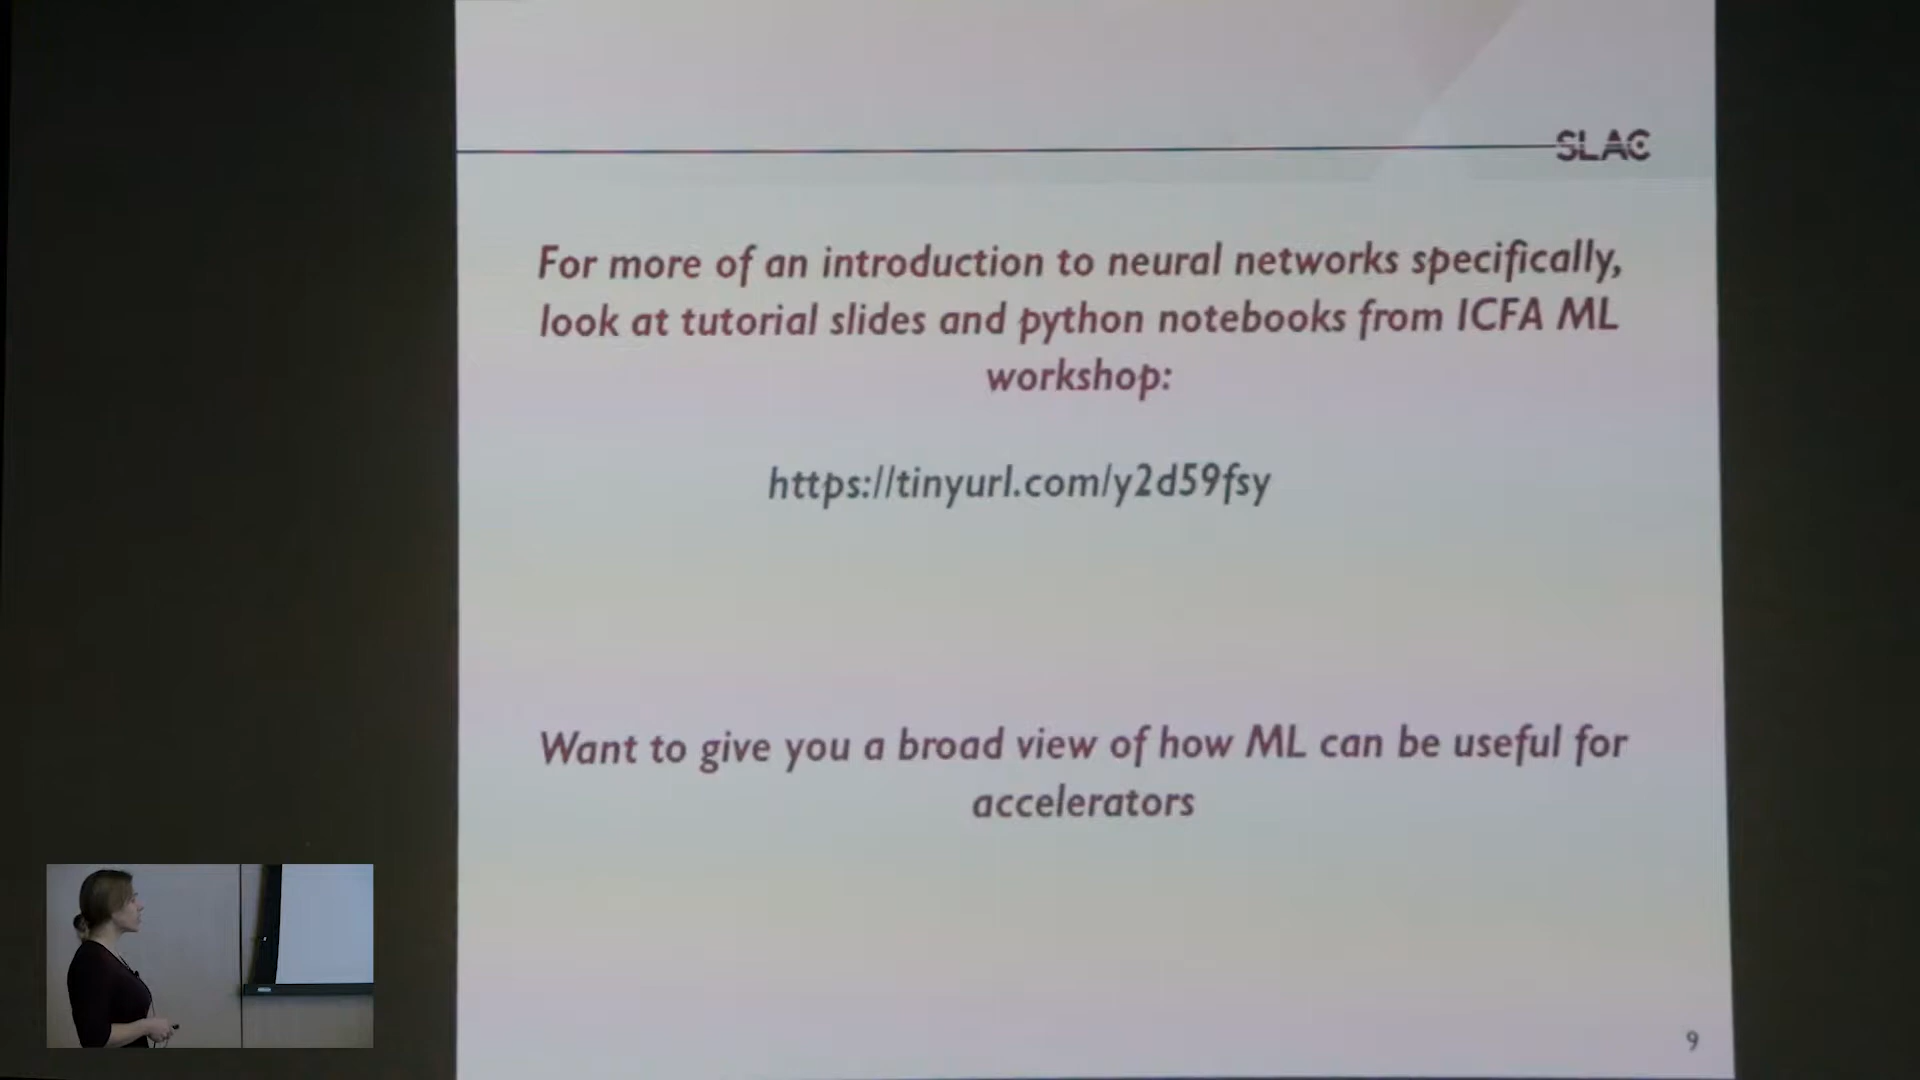 SLAC
For more of an introduction to neural networks specifically,
look at tutorial slides and python notebooks from ICFA ML
workshop:
https://tinyurl.com/y2d59fsy
Want to give you a broad view of how ML can be useful for
accelerators
9